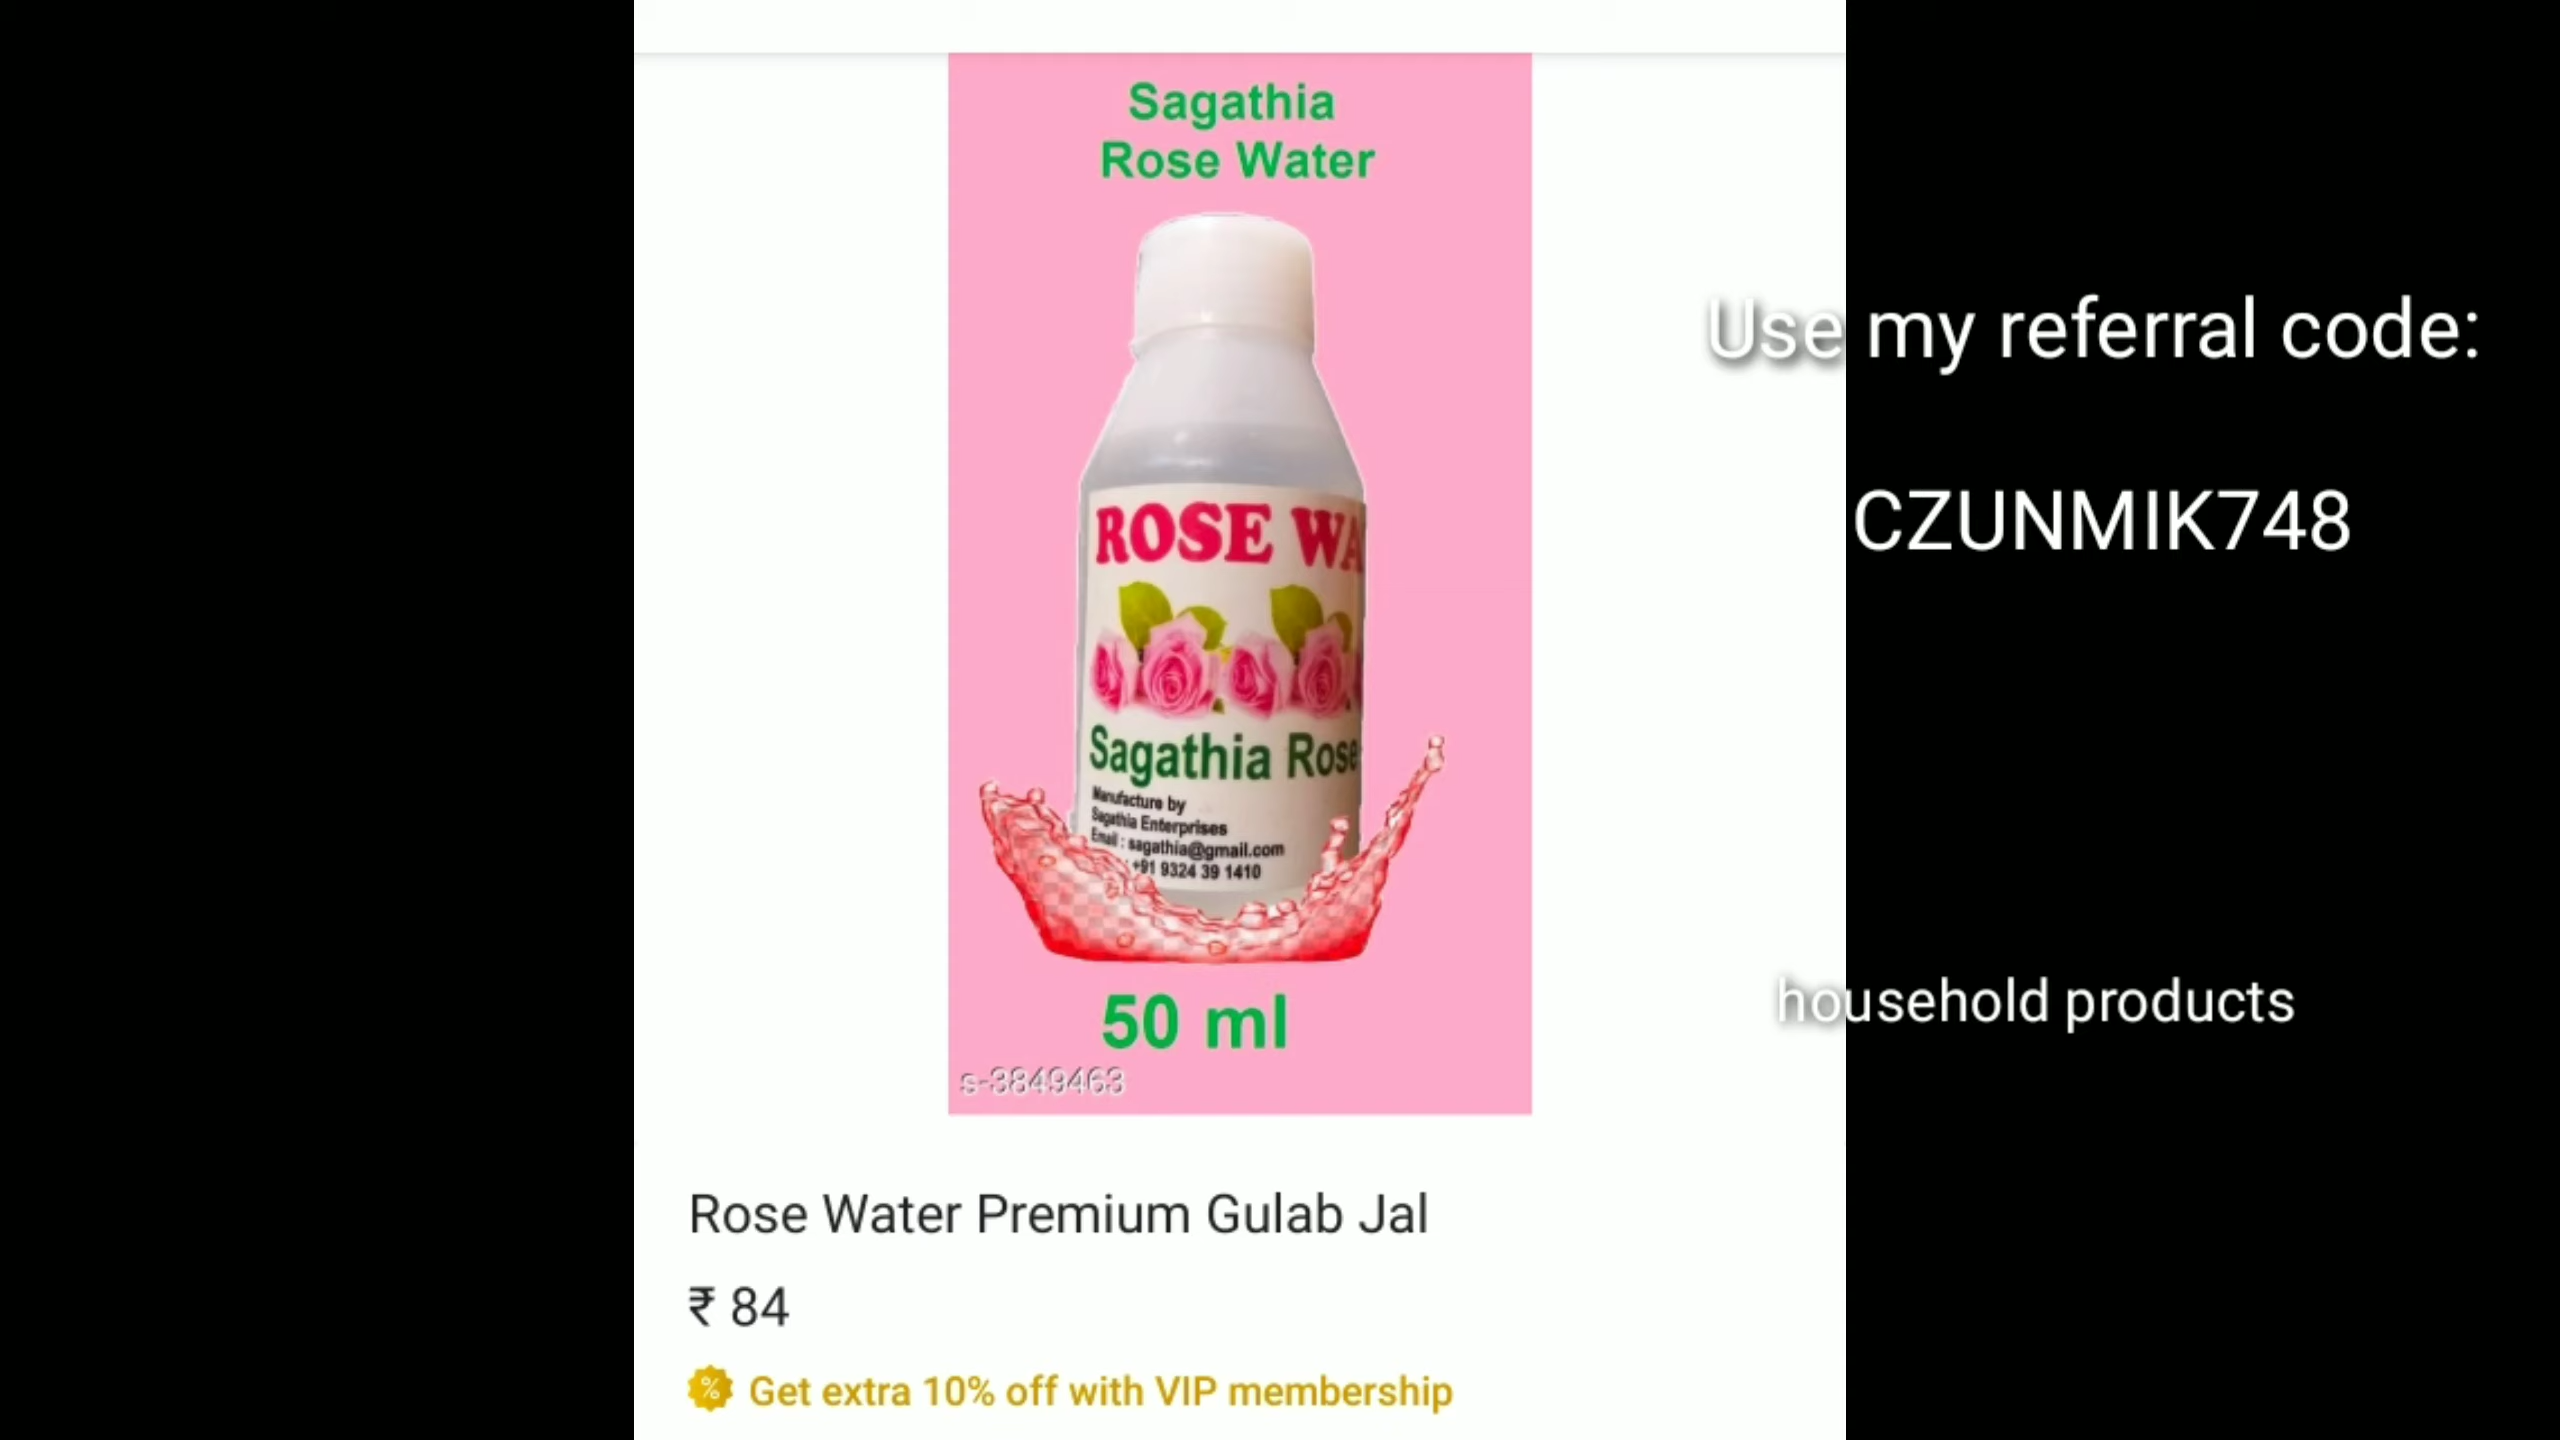 Sagathia
Rose Water
ROSE WA
Sagathia Rose
Manufacture by
Sagathia Enterprises
Email : sagathia@gmail.com
: +91 9324 39 1410
50 ml
s-3849463
Rose Water Premium Gulab Jal
₹ 84
% Get extra 10% off with VIP membership
Use my referral code:
CZUNMIK748
household products